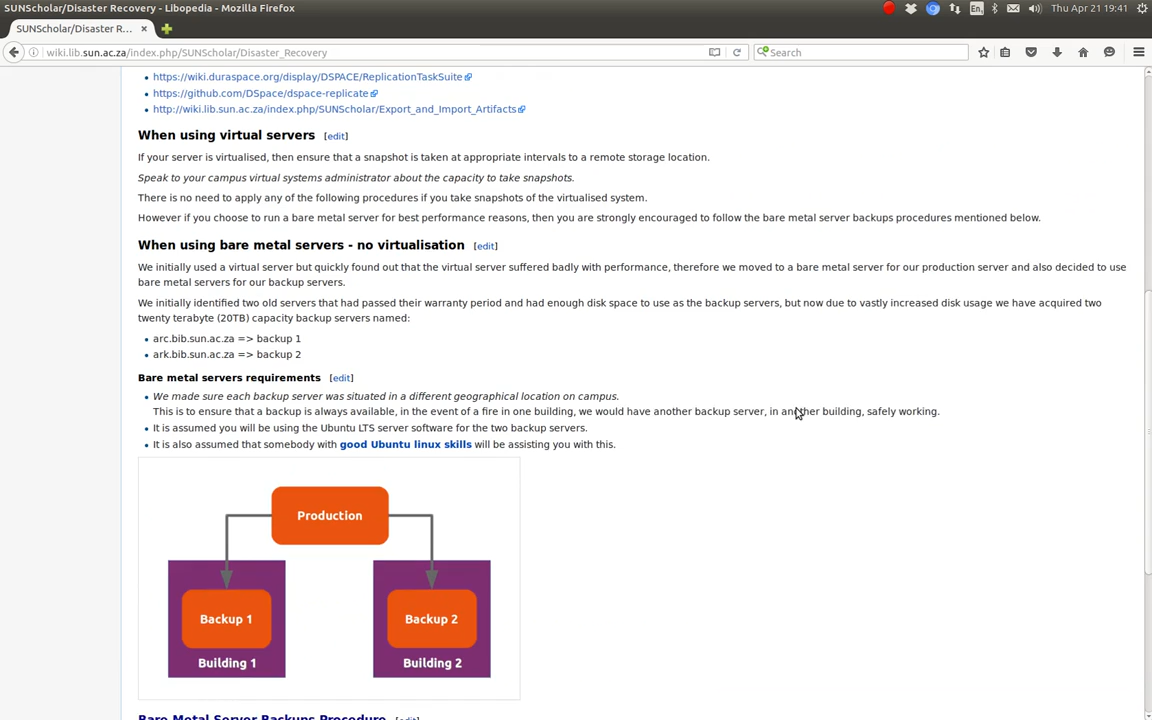 SUNScholar/Disaster Recovery - Libopedia - Mozilla Firefox
En
Thu Apr 21 19:41
SUNScholar/Disaster R...
wiki.lib.sun.ac.za/index.php/SUNScholar/Disaster_Recovery
Search
https://wiki.duraspace.org/display/DSPACE/ReplicationTaskSuite
https://github.com/DSpace/dspace-replicate
http://wiki.lib.sun.ac.za/index.php/SUNScholar/Export_and_Import_Artifacts
When using virtual servers [edit]
If your server is virtualised, then ensure that a snapshot is taken at appropriate intervals to a remote storage location.
Speak to your campus virtual systems administrator about the capacity to take snapshots.
There is no need to apply any of the following procedures if you take snapshots of the virtualised system.
However if you choose to run a bare metal server for best performance reasons, then you are strongly encouraged to follow the bare metal server backups procedures mentioned below.
When using bare metal servers - no virtualisation [edit]
We initially used a virtual server but quickly found out that the virtual server suffered badly with performance, therefore we moved to a bare metal server for our production server and also decided to use
bare metal servers for our backup servers.
We initially identified two old servers that had passed their warranty period and had enough disk space to use as the backup servers, but now due to vastly increased disk usage we have acquired two
twenty terabyte (20TB) capacity backup servers named:
arc.bib.sun.ac.za => backup 1
ark.bib.sun.ac.za => backup 2
Bare metal servers requirements [edit]
We made sure each backup server was situated in a different geographical location on campus.
This is to ensure that a backup is always available, in the event of a fire in one building, we would have another backup server, in another building, safely working.
It is assumed you will be using the Ubuntu LTS server software for the two backup servers.
It is also assumed that somebody with good Ubuntu linux skills will be assisting you with this.
Production
Backup 1
Backup 2
Building 1
Building 2
Bare Metal Server Backups Procedure [edit]